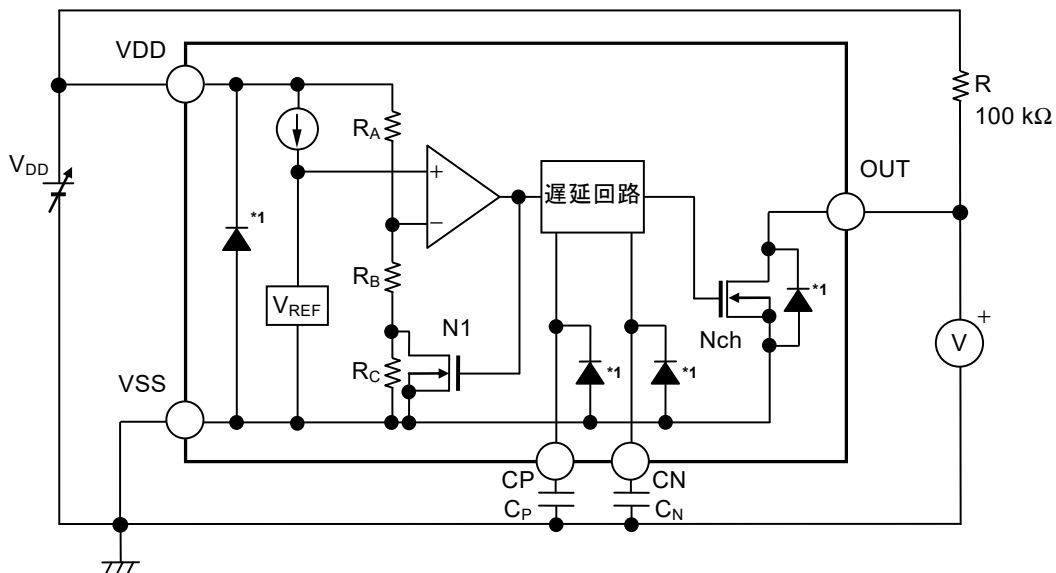 VDD
R
100 kΩ
RA
VDD
+
−
遅延回路
OUT
*1
*1
RB
VREF
N1
Nch
+
V
RC
*1
*1
VSS
CP
CN
CP
CN